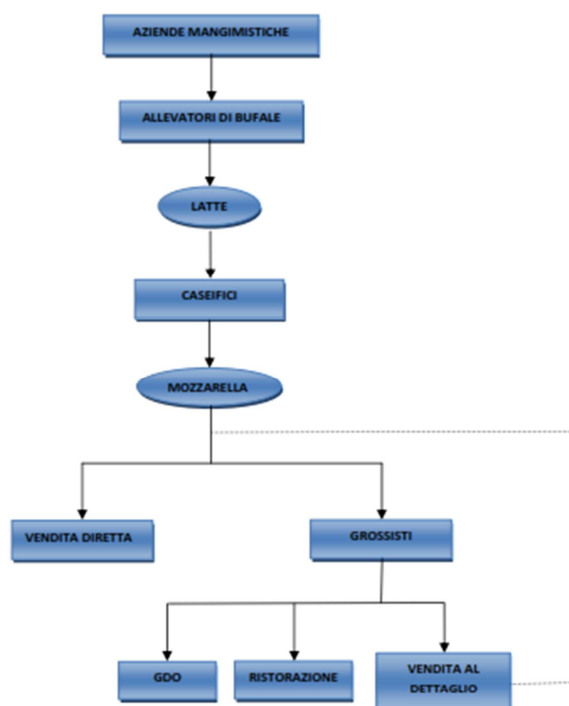 AZIENDE MANGIMISTICHE
ALLEVATORI DI BUFALE
LATTE
CASEIFICI
MOZZARELLA
VENDITA DIRETTA
GROSSISTI
GDO
RISTORAZIONE
VENDITA AL
DETTAGLIO